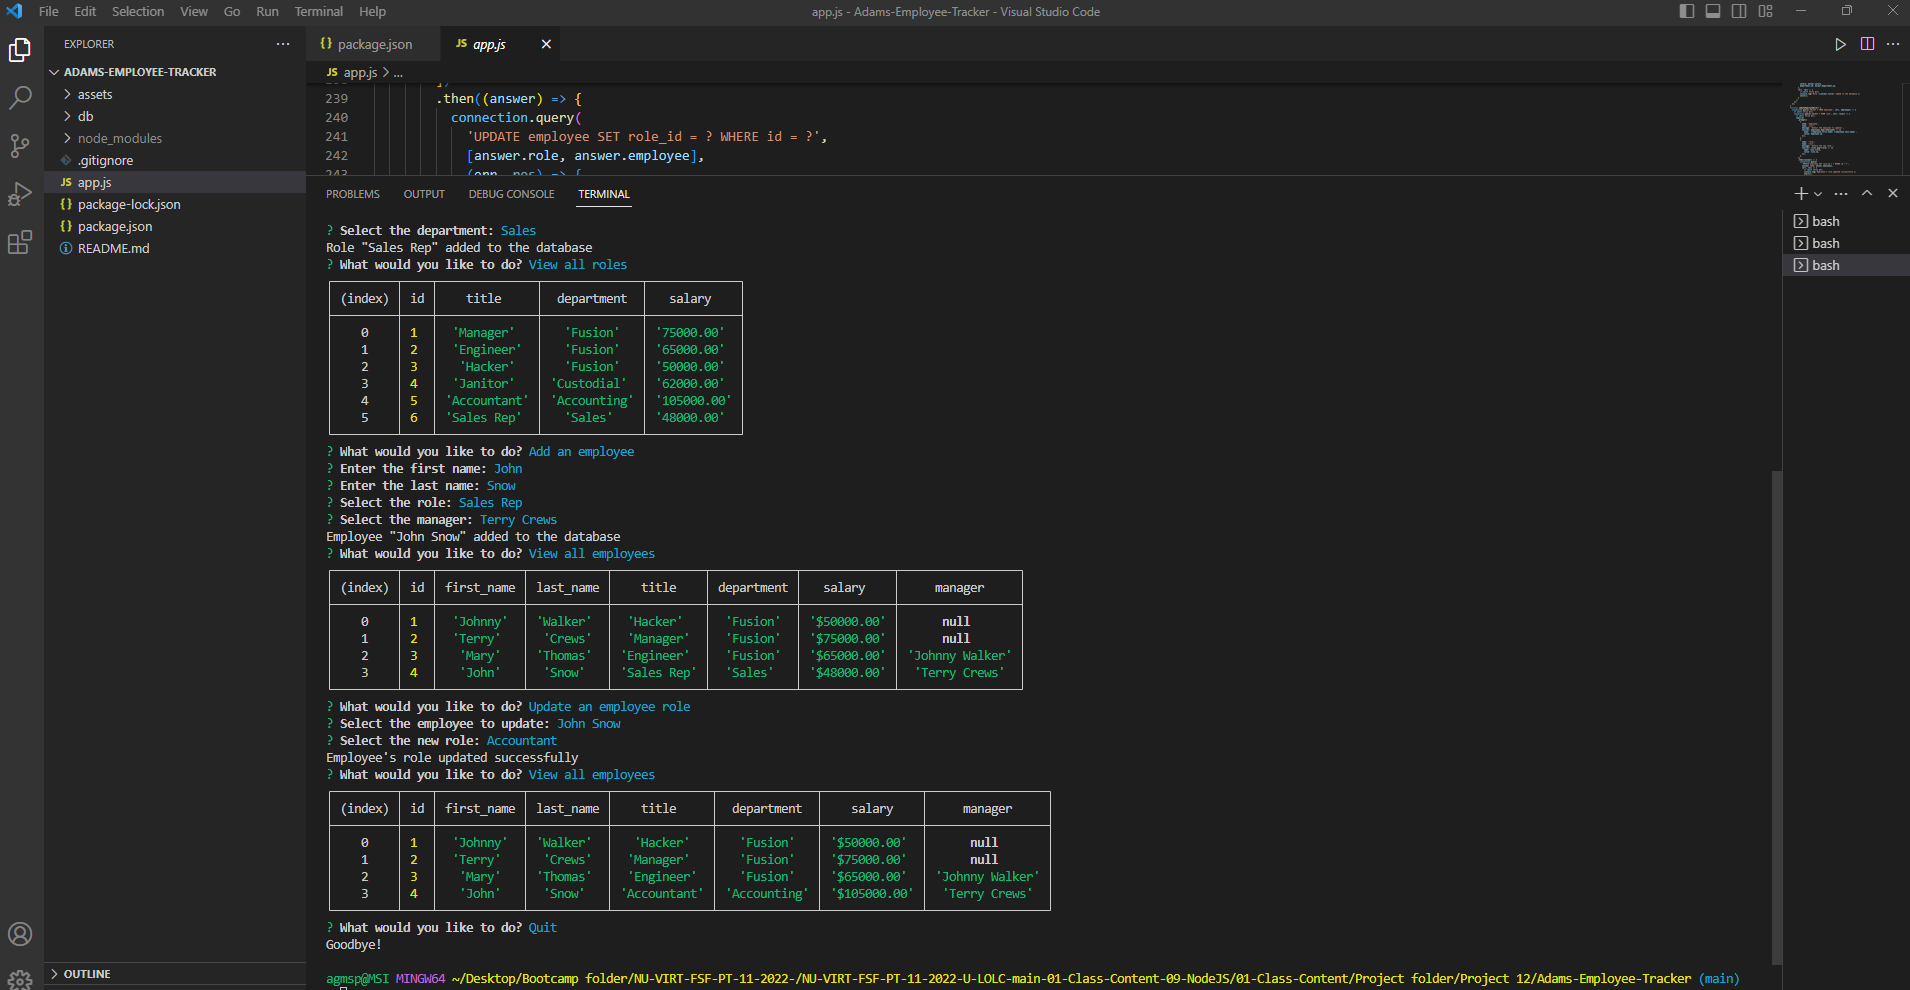 File Edit Selection View Go Run Terminal Help
app.js - Adams-Employee-Tracker - Visual Studio Code
EXPLORER
ADAMS-EMPLOYEE-TRACKER
assets
db
node_modules
.gitignore
JS app.js
{} package-lock.json
{} package.json
README.md
OUTLINE
{} package.json
JS app.js
JS app.js > ...
239 .then((answer) => {
240 connection.query(
241 'UPDATE employee SET role_id = ? WHERE id = ?',
242 [answer.role, answer.employee],
243 (err, res) => {
PROBLEMS OUTPUT DEBUG CONSOLE TERMINAL
? Select the department: Sales
Role "Sales Rep" added to the database
? What would you like to do? View all roles
(index) id title department salary
0 1 'Manager' 'Fusion' '75000.00'
1 2 'Engineer' 'Fusion' '65000.00'
2 3 'Hacker' 'Fusion' '50000.00'
3 4 'Janitor' 'Custodial' '62000.00'
4 5 'Accountant' 'Accounting' '105000.00'
5 6 'Sales Rep' 'Sales' '48000.00'
? What would you like to do? Add an employee
? Enter the first name: John
? Enter the last name: Snow
? Select the role: Sales Rep
? Select the manager: Terry Crews
Employee "John Snow" added to the database
? What would you like to do? View all employees
(index) id first_name last_name title department salary manager
0 1 'Johnny' 'Walker' 'Hacker' 'Fusion' '$50000.00' null
1 2 'Terry' 'Crews' 'Manager' 'Fusion' '$75000.00' null
2 3 'Mary' 'Thomas' 'Engineer' 'Fusion' '$65000.00' 'Johnny Walker'
3 4 'John' 'Snow' 'Sales Rep' 'Sales' '$48000.00' 'Terry Crews'
? What would you like to do? Update an employee role
? Select the employee to update: John Snow
? Select the new role: Accountant
Employee's role updated successfully
? What would you like to do? View all employees
(index) id first_name last_name title department salary manager
0 1 'Johnny' 'Walker' 'Hacker' 'Fusion' '$50000.00' null
1 2 'Terry' 'Crews' 'Manager' 'Fusion' '$75000.00' null
2 3 'Mary' 'Thomas' 'Engineer' 'Fusion' '$65000.00' 'Johnny Walker'
3 4 'John' 'Snow' 'Accountant' 'Accounting' '$105000.00' 'Terry Crews'
? What would you like to do? Quit
Goodbye!
agmsp@MSI MINGW64 ~/Desktop/Bootcamp folder/NU-VIRT-FSF-PT-11-2022-/NU-VIRT-FSF-PT-11-2022-U-LOLC-main-01-Class-Content-09-NodeJS/01-Class-Content/Project folder/Project 12/Adams-Employee-Tracker (main)
bash
bash
bash